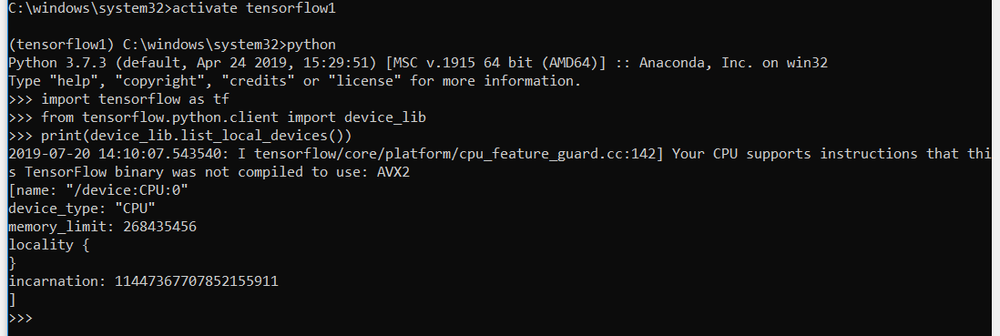 C:\windows\system32>activate tensorflow1
(tensorflow1) C:\windows\system32>python
Python 3.7.3 (default, Apr 24 2019, 15:29:51) [MSC v.1915 64 bit (AMD64)] :: Anaconda, Inc. on win32
Type "help", "copyright", "credits" or "license" for more information.
>>> import tensorflow as tf
>>> from tensorflow.python.client import device_lib
>>> print(device_lib.list_local_devices())
2019-07-20 14:10:07.543540: I tensorflow/core/platform/cpu_feature_guard.cc:142] Your CPU supports instructions that thi
s TensorFlow binary was not compiled to use: AVX2
[name: "/device:CPU:0"
device_type: "CPU"
memory_limit: 268435456
locality {
}
incarnation: 11447367707852155911
]
>>>